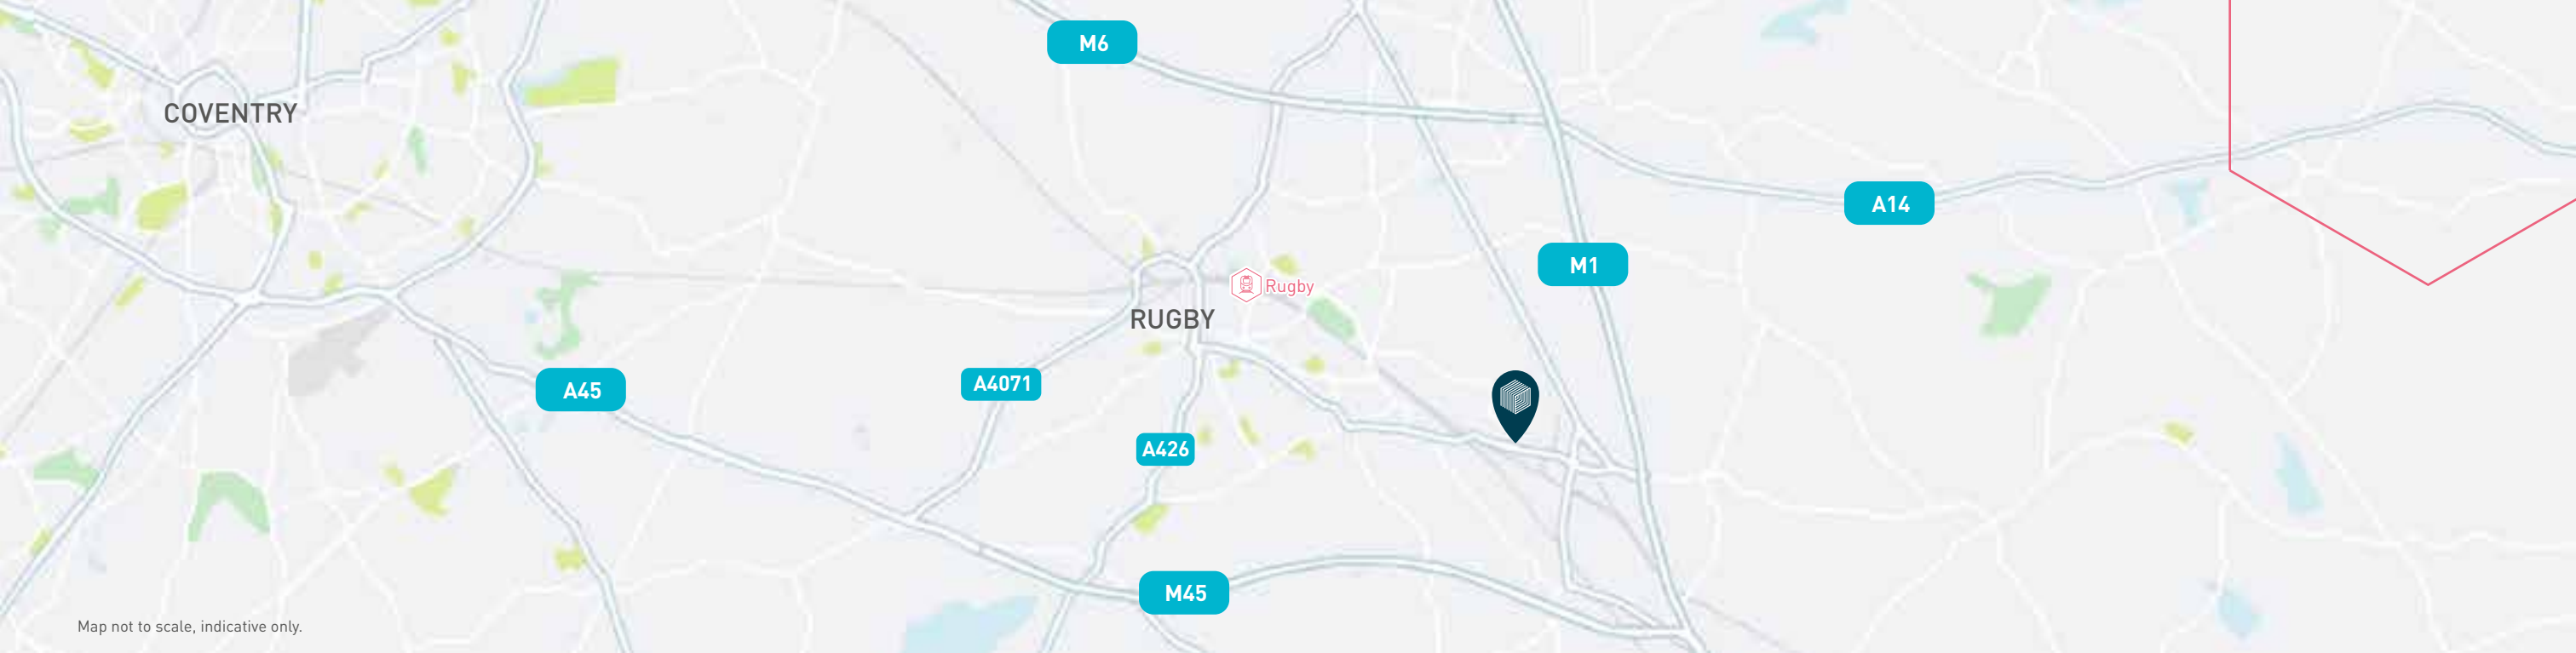 M6
COVENTRY
A14
M1
Rugby
RUGBY
A45
A4071
A426
M45
Map not to scale, indicative only.